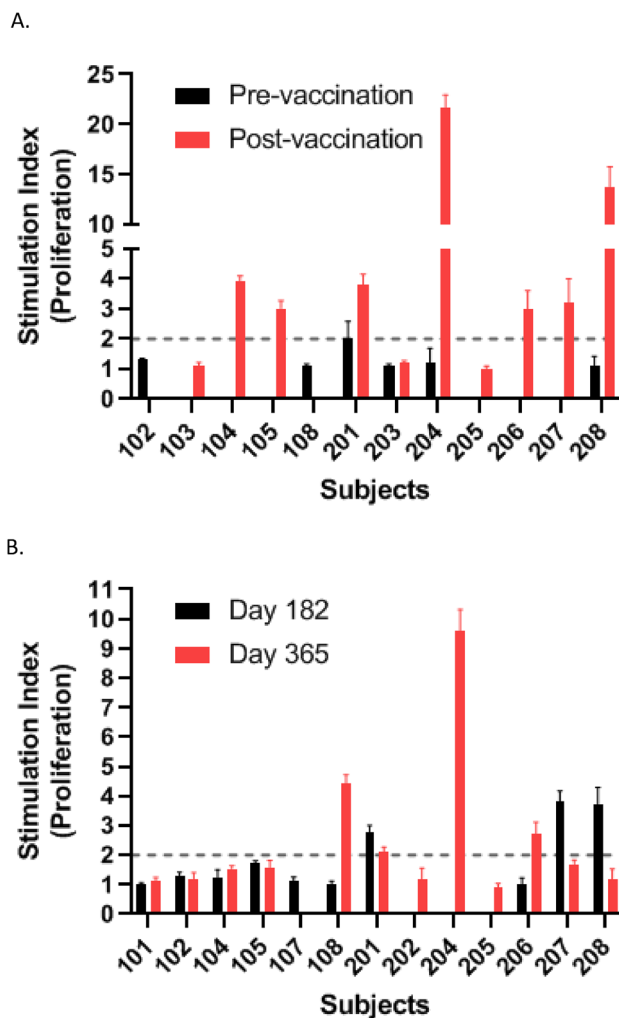 A.
Stimulation Index
(Proliferation)
25
20
15
10
5
4
3
2
1
0
Pre-vaccination
Post-vaccination
102 103 104 105 108 201 203 204 205 206 207 208
Subjects
B.
Stimulation Index
(Proliferation)
11
10
9
8
7
6
5
4
3
2
1
0
Day 182
Day 365
101 102 104 105 107 108 201 202 204 205 206 207 208
Subjects